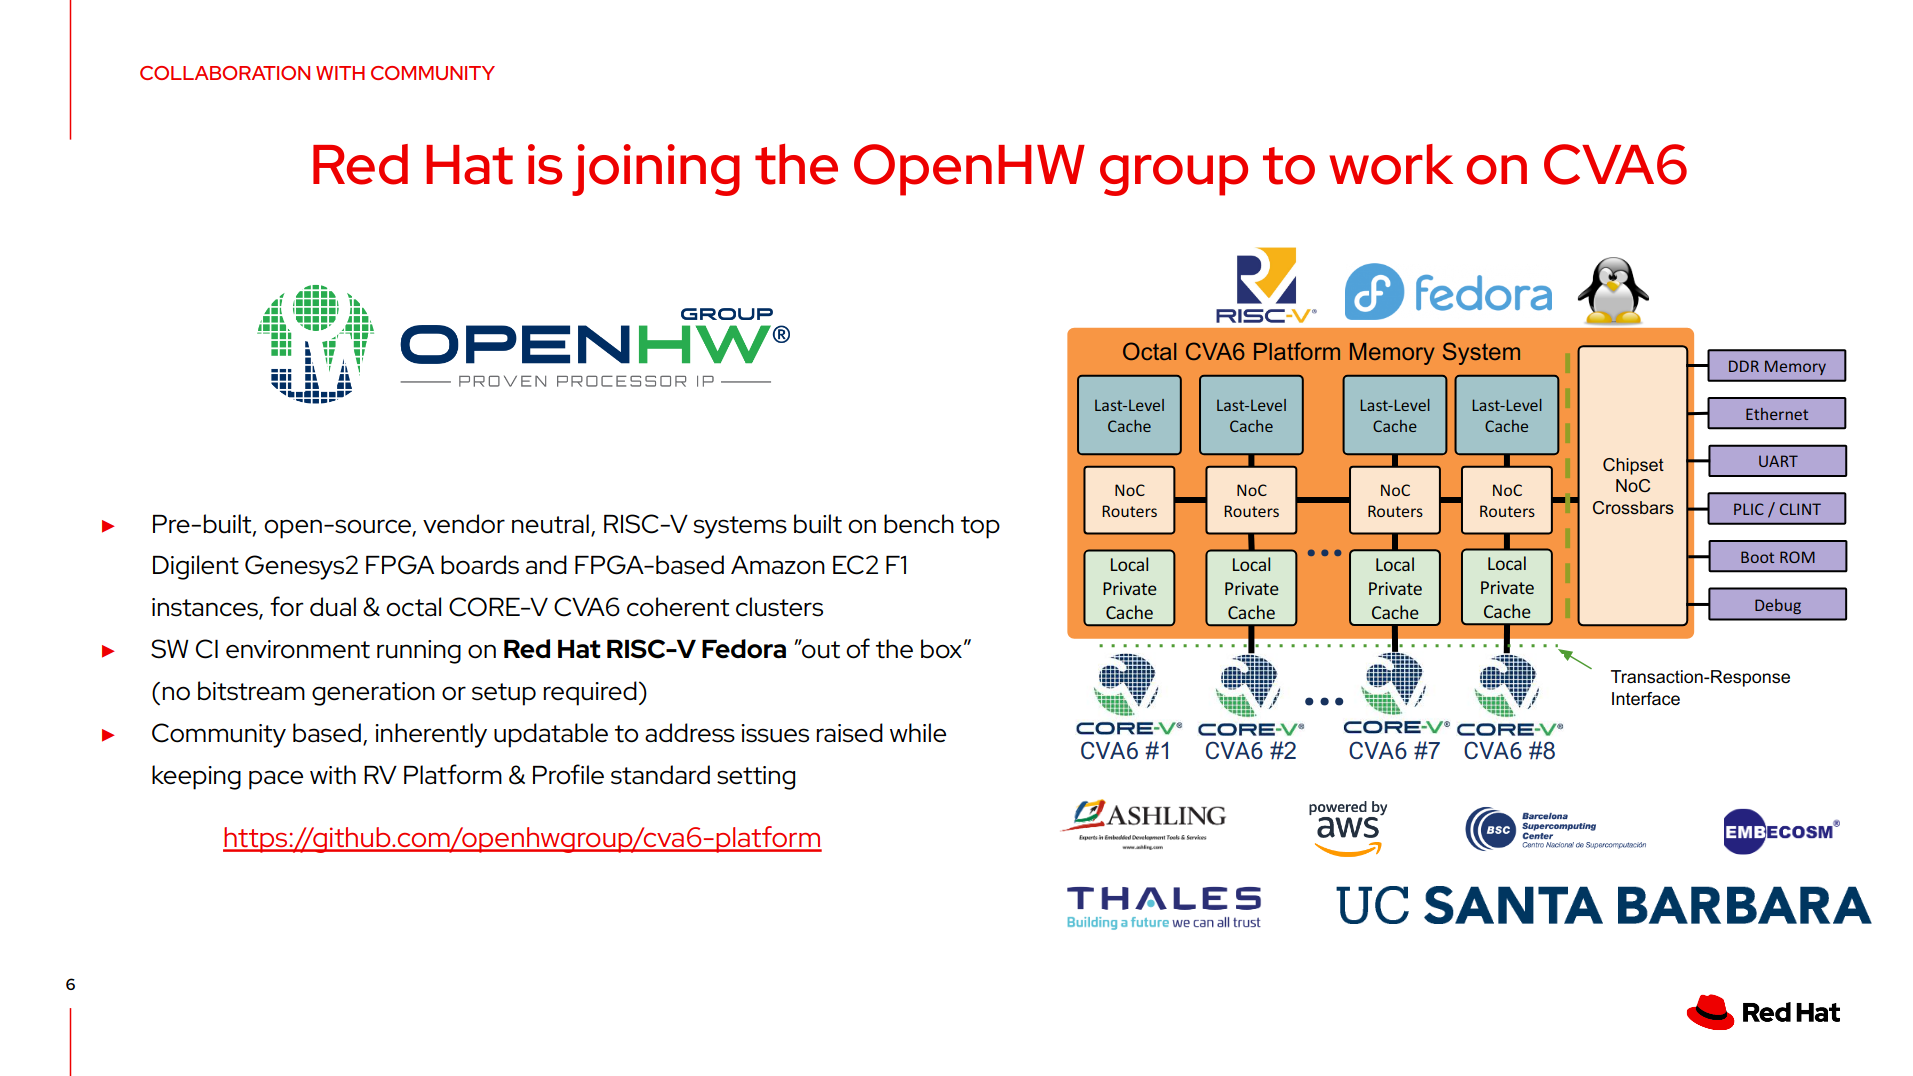 COLLABORATION WITH COMMUNITY
Red Hat is joining the OpenHW group to work on CVA6
GROUP
OPENHW®
PROVEN PROCESSOR IP
► Pre-built, open-source, vendor neutral, RISC-V systems built on bench top
Digilent Genesys2 FPGA boards and FPGA-based Amazon EC2 F1
instances, for dual & octal CORE-V CVA6 coherent clusters
► SW CI environment running on Red Hat RISC-V Fedora "out of the box"
(no bitstream generation or setup required)
► Community based, inherently updatable to address issues raised while
keeping pace with RV Platform & Profile standard setting
https://github.com/openhwgroup/cva6-platform
RISC-V®
fedora
Octal CVA6 Platform Memory System
Last-Level
Cache
Last-Level
Cache
Last-Level
Cache
Last-Level
Cache
NoC
Routers
NoC
Routers
NoC
Routers
NoC
Routers
...
Local
Private
Cache
Local
Private
Cache
Local
Private
Cache
Local
Private
Cache
Chipset
NoC
Crossbars
DDR Memory
Ethernet
UART
PLIC / CLINT
Boot ROM
Debug
Transaction-Response
Interface
CORE-V®
CVA6 #1
CORE-V®
CVA6 #2
...
CORE-V®
CVA6 #7
CORE-V®
CVA6 #8
ASHLING
Experts in Embedded Development Tools & Services
www.ashling.com
powered by
aws
BSC
Barcelona
Supercomputing
Center
Centro Nacional de Supercomputación
EMBECOSM®
THALES
Building a future we can all trust
UC SANTA BARBARA
6
Red Hat